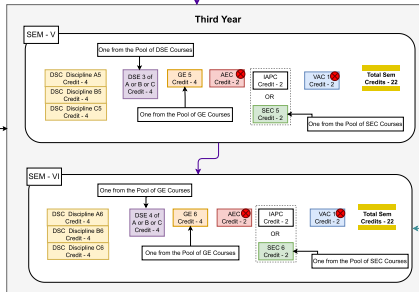 Third Year
SEM - V
One from the Pool of DSE Courses
DSC Discipline A5
Credit - 4
DSC Discipline B5
Credit - 4
DSC Discipline C5
Credit - 4
DSE 3 of
A or B or C
Credit - 4
GE 5
Credit - 4
AEC
Credit - 2
IAPC
Credit - 2
OR
SEC 5
Credit - 2
VAC 1
Credit - 2
Total Sem
Credits - 22
One from the Pool of GE Courses
One from the Pool of SEC Courses
SEM - VI
One from the Pool of GE Courses
DSC Discipline A6
Credit - 4
DSC Discipline B6
Credit - 4
DSC Discipline C6
Credit - 4
DSE 4 of
A or B or C
Credit - 4
GE 6
Credit - 4
AEC
Credit - 2
IAPC
Credit - 2
OR
SEC 6
Credit - 2
VAC 1
Credit - 2
Total Sem
Credits - 22
One from the Pool of GE Courses
One from the Pool of SEC Courses